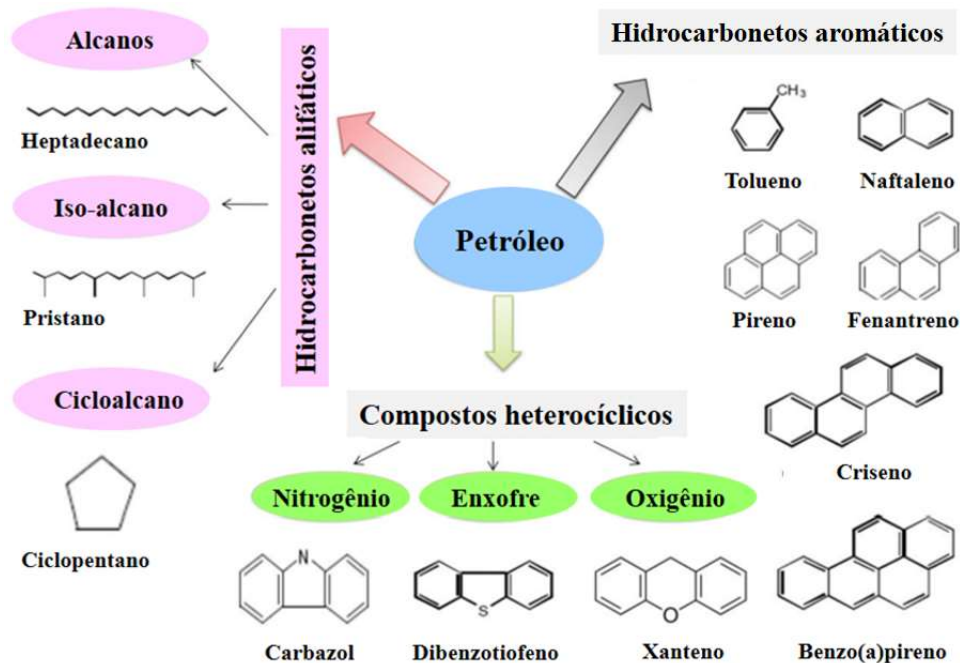 Alcanos
Heptadecano
Iso-alcano
Pristano
Cicloalcano
Ciclopentano
Hidrocarbonetos alifáticos
Petróleo
Hidrocarbonetos aromáticos
CH3
Tolueno
Naftaleno
Pireno
Fenantreno
Criseno
Benzo(a)pireno
Compostos heterocíclicos
Nitrogênio
Enxofre
Oxigênio
N
S
O
Carbazol
Dibenzotiofeno
Xanteno